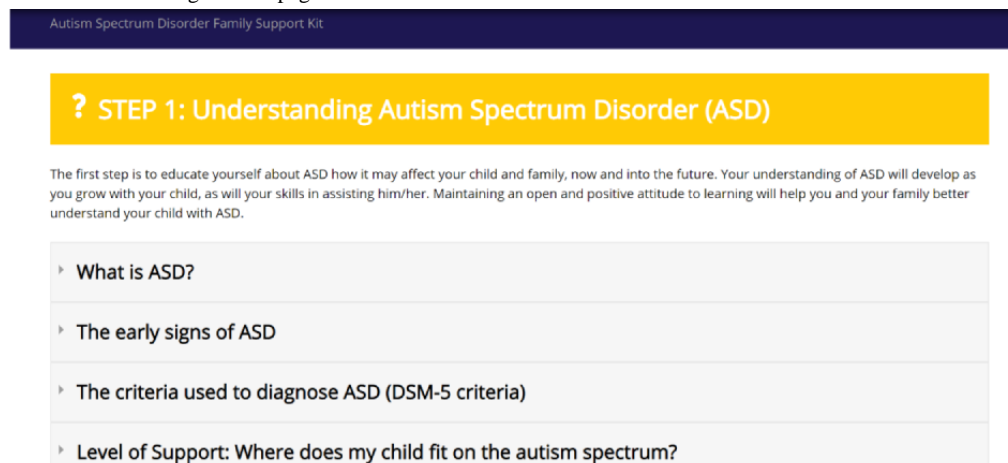 Autism Spectrum Disorder Family Support Kit
? STEP 1: Understanding Autism Spectrum Disorder (ASD)
The first step is to educate yourself about ASD how it may affect your child and family, now and into the future. Your understanding of ASD will develop as
you grow with your child, as will your skills in assisting him/her. Maintaining an open and positive attitude to learning will help you and your family better
understand your child with ASD.
What is ASD?
The early signs of ASD
The criteria used to diagnose ASD (DSM-5 criteria)
Level of Support: Where does my child fit on the autism spectrum?